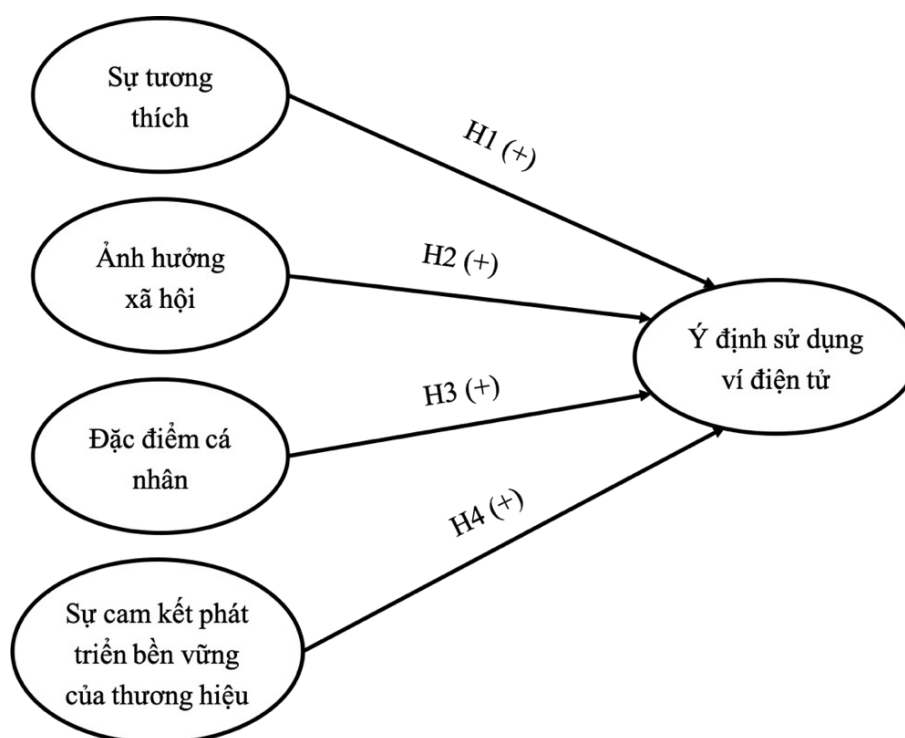 Sự tương
thích
H1 (+)
Ảnh hưởng
xã hội
H2 (+)
Ý định sử dụng
ví điện tử
H3 (+)
Đặc điểm cá
nhân
H4 (+)
Sự cam kết phát
triển bền vững
của thương hiệu